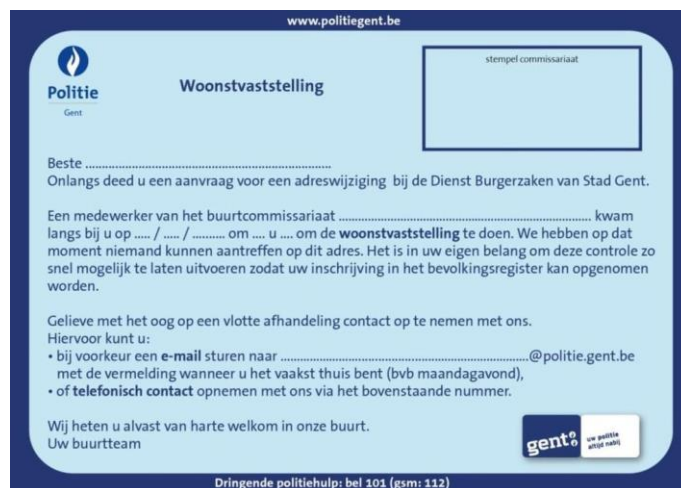 www.politiegent.be
Politie
Gent
Woonstvaststelling
stempel commissariaat
Beste ..........................................................................
Onlangs deed u een aanvraag voor een adreswijziging bij de Dienst Burgerzaken van Stad Gent.
Een medewerker van het buurtcommissariaat ............................................................................ kwam
langs bij u op ..... / ..... / .......... om .... u .... om de woonstvaststelling te doen. We hebben op dat
moment niemand kunnen aantreffen op dit adres. Het is in uw eigen belang om deze controle zo
snel mogelijk te laten uitvoeren zodat uw inschrijving in het bevolkingsregister kan opgenomen
worden.
Gelieve met het oog op een vlotte afhandeling contact op te nemen met ons.
Hiervoor kunt u:
• bij voorkeur een e-mail sturen naar ...........................................................................@politie.gent.be
met de vermelding wanneer u het vaakst thuis bent (bvb maandagavond),
• of telefonisch contact opnemen met ons via het bovenstaande nummer.
Wij heten u alvast van harte welkom in onze buurt.
Uw buurtteam
gent:
uw politie
altijd nabij
Dringende politiehulp: bel 101 (gsm: 112)